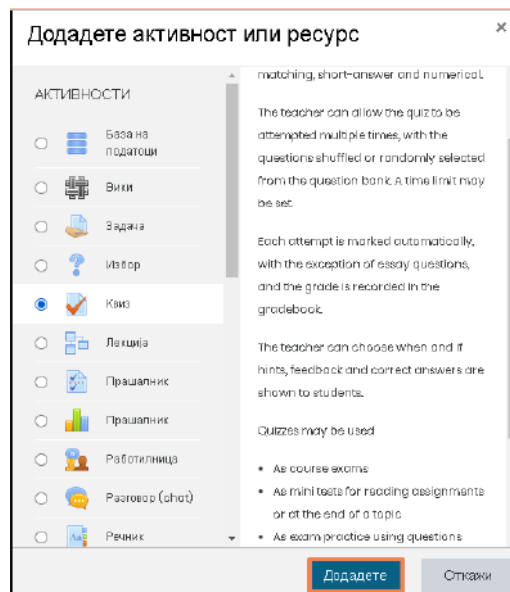 Додадете активност или ресурс
×
АКТИВНОСТИ
База на
податоци
Вики
Задача
Избор
Квиз
Лекција
Прашалник
Прашалник
Работилница
Разговор (chat)
Речник
matching, short-answer and numerical.
The teacher can allow the quiz to be
attempted multiple times, with the
questions shuffled or randomly selected
from the question bank. A time limit may
be set.
Each attempt is marked automatically,
with the exception of essay questions,
and the grade is recorded in the
gradebook.
The teacher can choose when and if
hints, feedback and correct answers are
shown to students.
Quizzes may be used
• As course exams
• As mini tests for reading assignments
or at the end of a topic
• As exam practice using questions
Додадете
Откажи